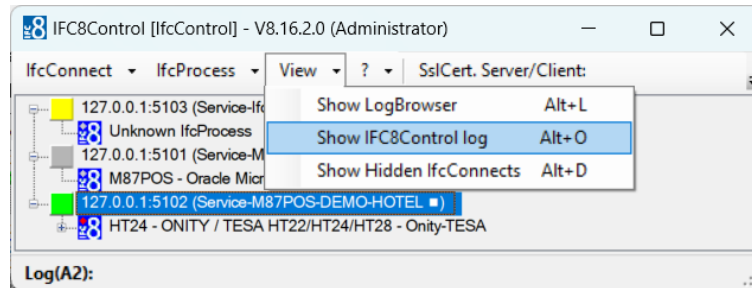 IFC8Control [IfcControl] - V8.16.2.0 (Administrator)
IfcConnect IfcProcess View ? SslCert. Server/Client:
Show LogBrowser Alt+L
Show IFC8Control log Alt+O
Show Hidden IfcConnects Alt+D
127.0.0.1:5103 (Service-Ifc
Unknown IfcProcess
127.0.0.1:5101 (Service-M
M87POS - Oracle Micr
127.0.0.1:5102 (Service-M87POS-DEMO-HOTEL ■)
HT24 - ONITY / TESA HT22/HT24/HT28 - Onity-TESA
Log(A2):